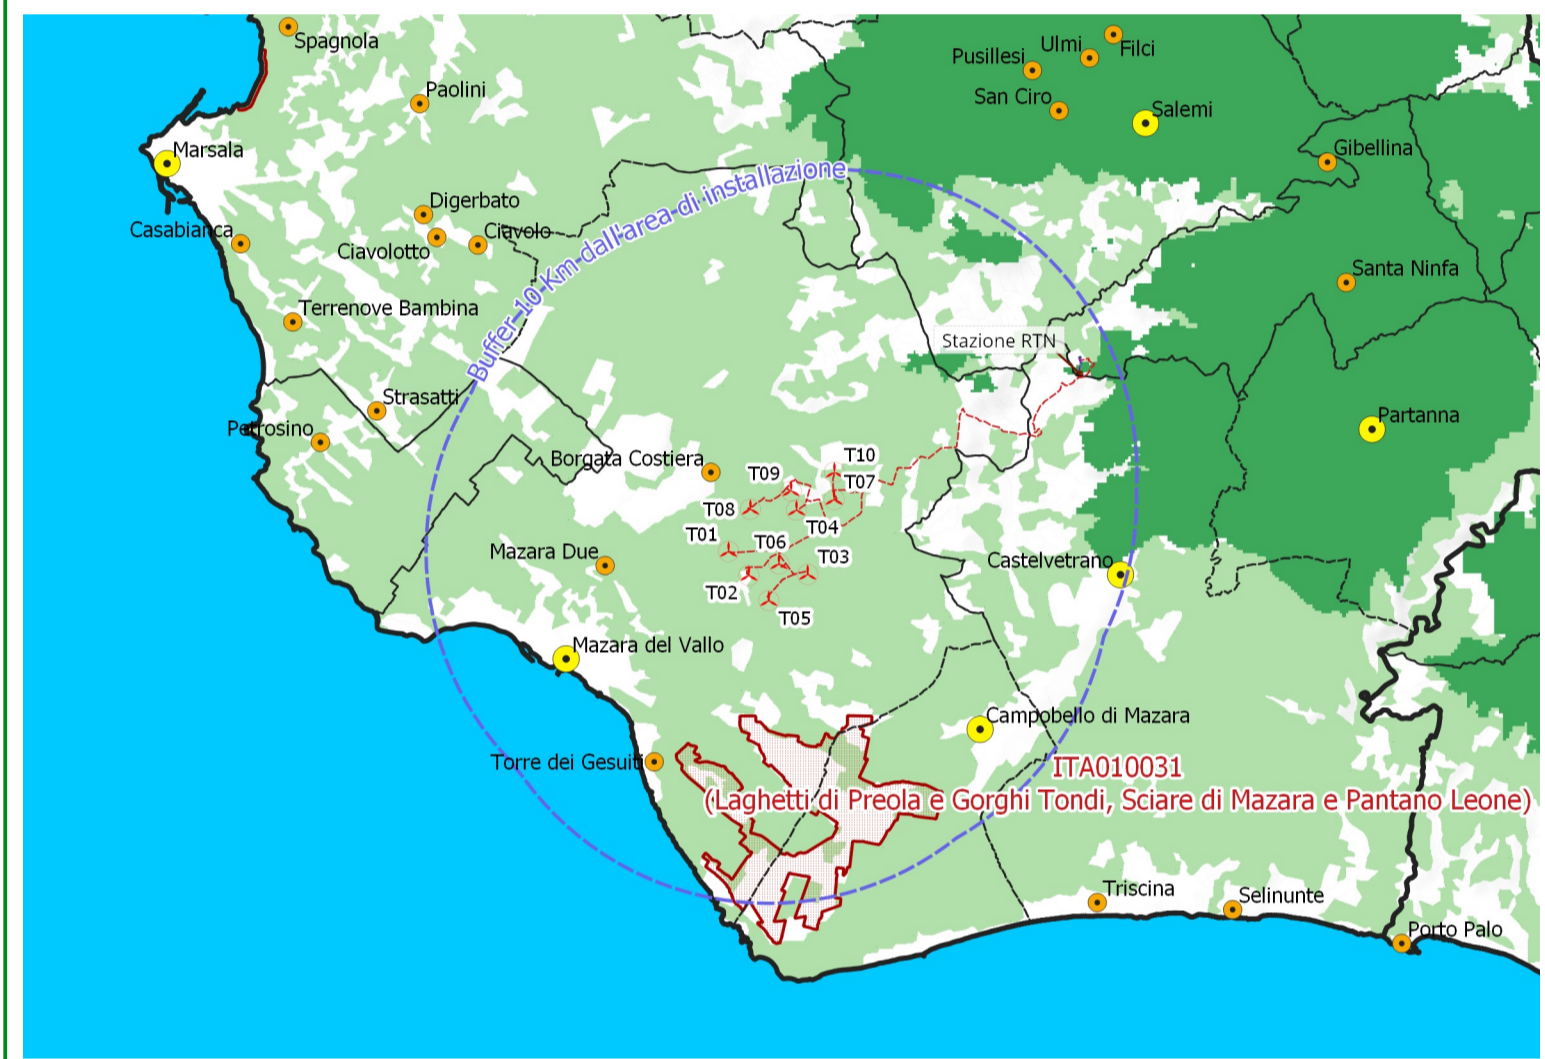 Spagnola
Ulmi
Filci
Pusillesi
Paolini
San Ciro
Salemi
Marsala
Gibellina
Buffer 10 Km dall'area di installazione
Digerbato
Casabianca
Ciavolo
Ciavolotto
Santa Ninfa
Terrenove Bambina
Stazione RTN
Strasatti
Partanna
Petrosino
Borgata Costiera
T10
T09
T07
T08
T04
T01
T06
T03
Mazara Due
Castelvetrano
T02
T05
Mazara del Vallo
Campobello di Mazara
Torre dei Gesuiti
ITA010031
(Laghetti di Preola e Gorghi Tondi, Sciare di Mazara e Pantano Leone)
Triscina
Selinunte
Porto Palo